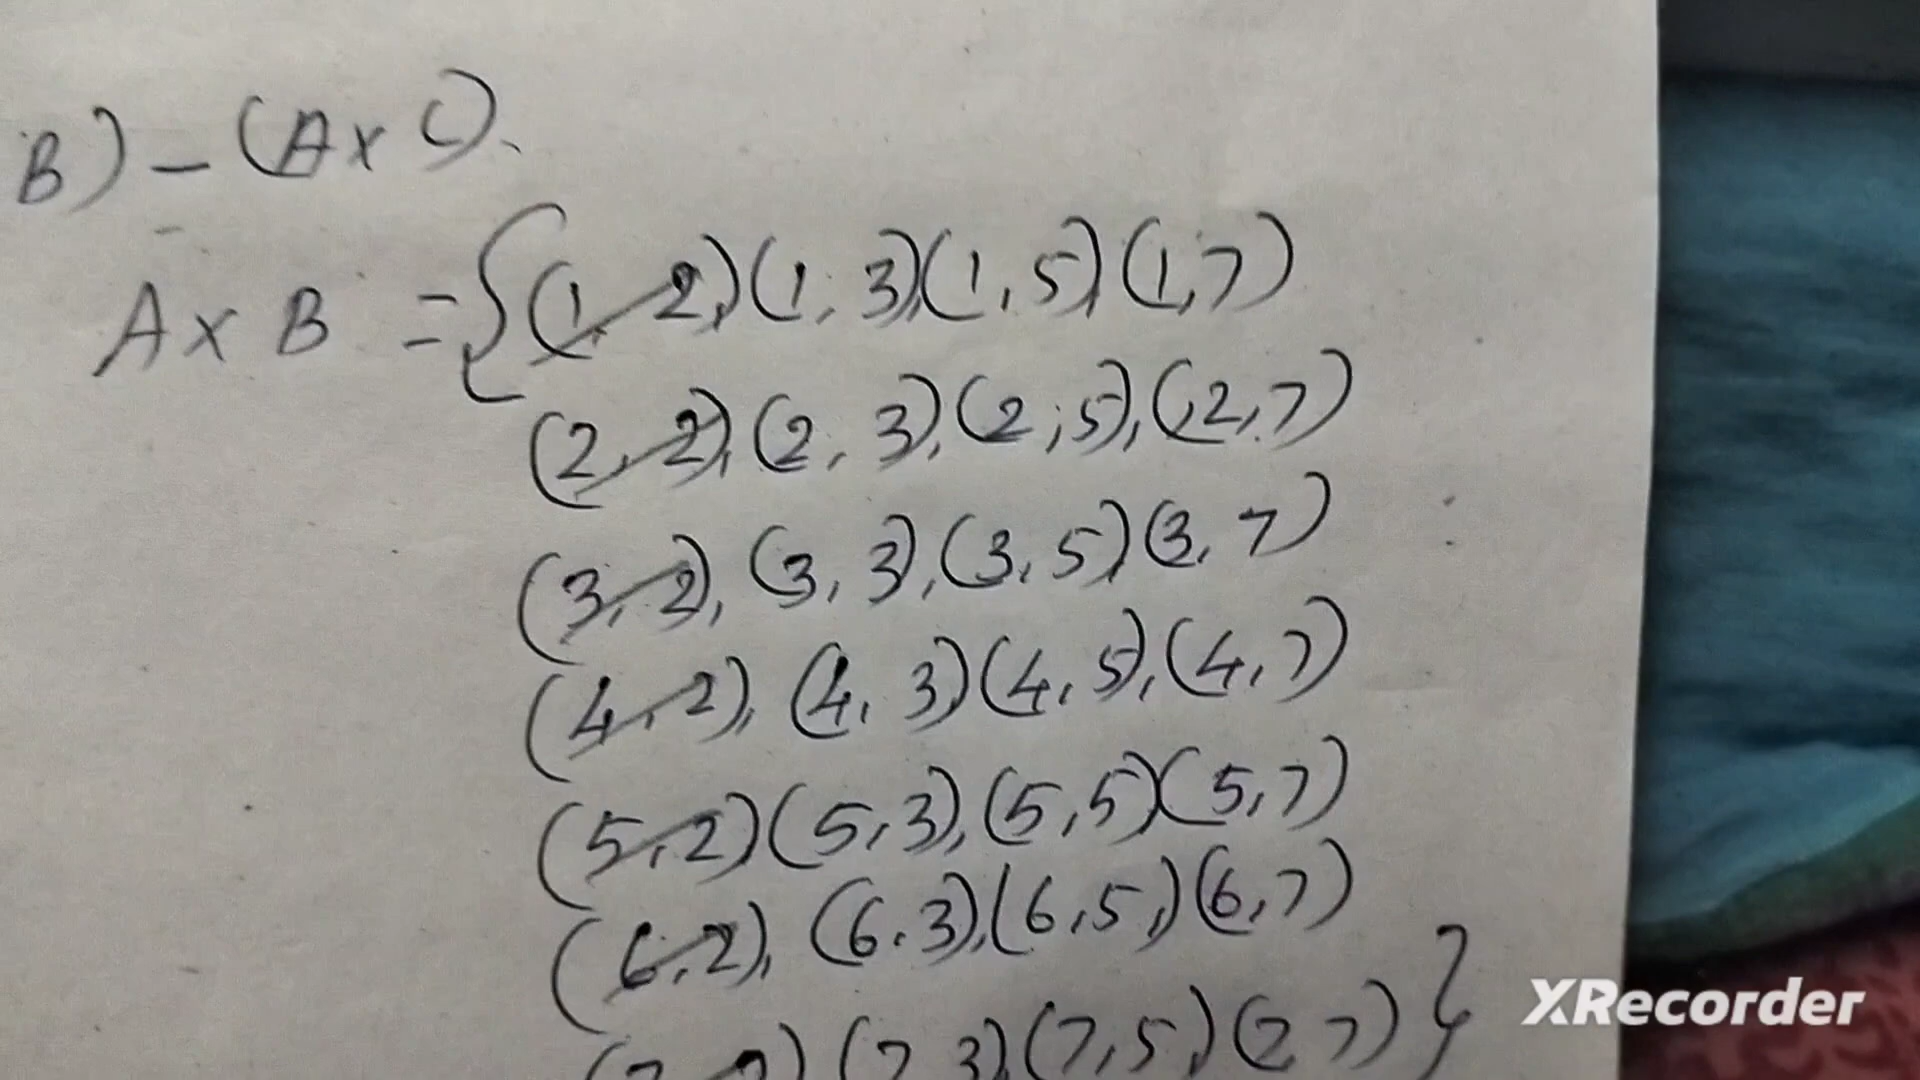 B) - (A x C).
A x B = {(1, 2), (1, 3), (1, 5), (1, 7)
(2, 2), (2, 3), (2, 5), (2, 7)
(3, 2), (3, 3), (3, 5) (3, 7)
(4, 2), (4, 3) (4, 5), (4, 7)
(5, 2) (5, 3), (5, 5) (5, 7)
(6, 2), (6, 3), (6, 5,) (6, 7)
(7, 2) (7, 3), (7, 5,) (7, 7) }
XRecorder